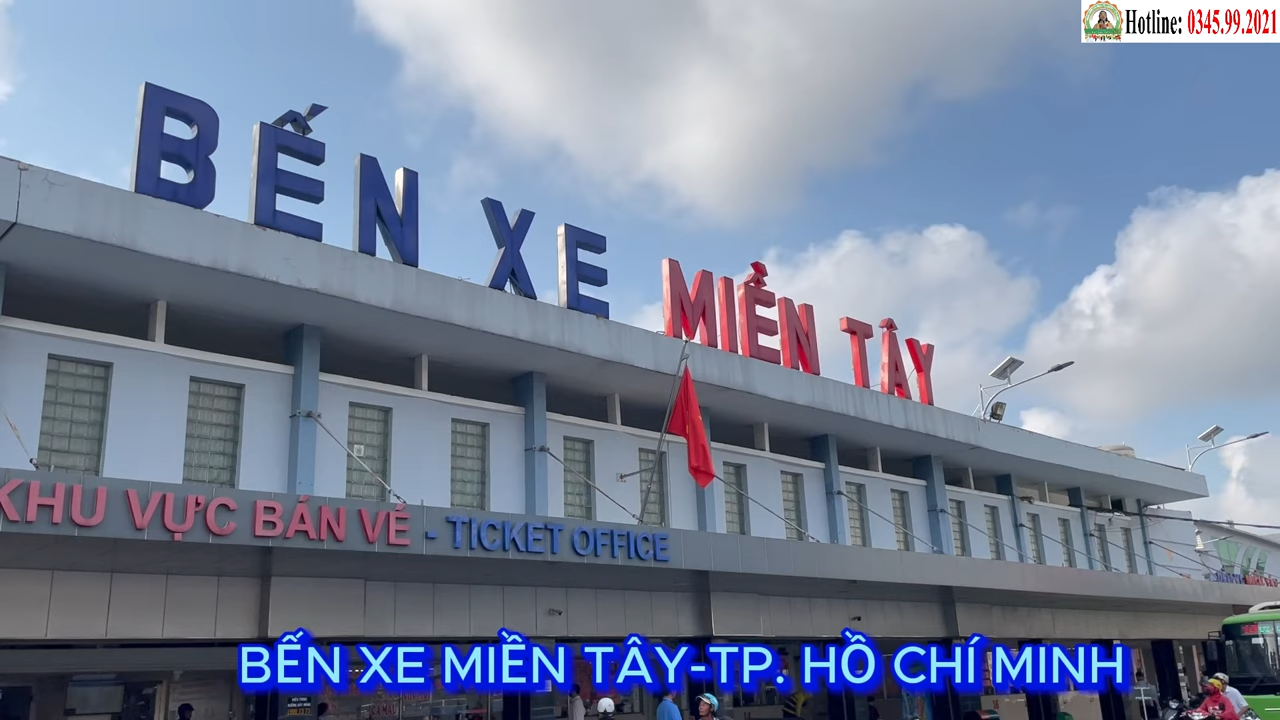 Hotline: 0345.99.2021
BẾN XE MIỀN TÂY
KHU VỰC BÁN VÉ - TICKET OFFICE
BẾN XE MIỀN TÂY-TP. HỒ CHÍ MINH